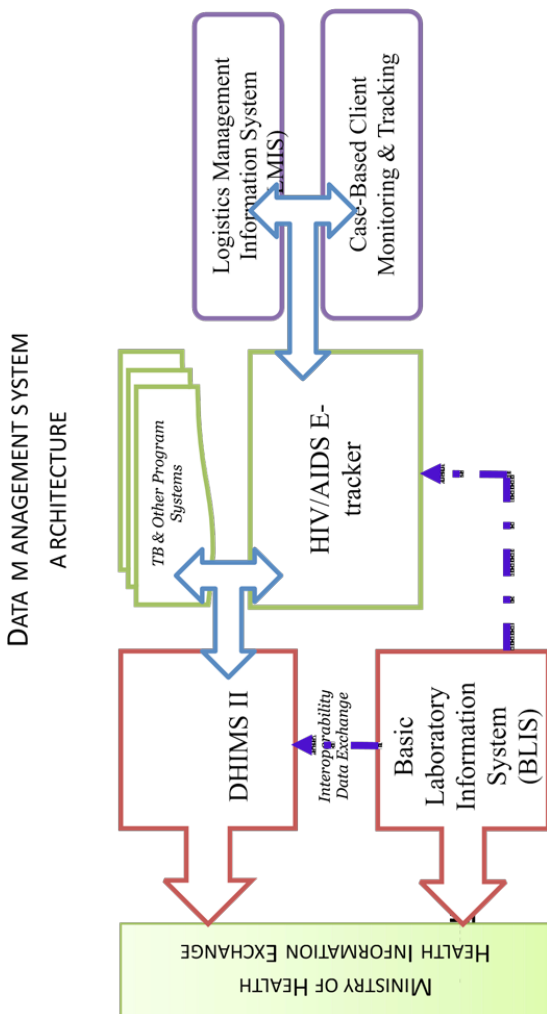 DATA M ANAGEMENT SYSTEM
ARCHITECTURE
MINISTRY OF HEALTH
HEALTH INFORMATION EXCHANGE
DHIMS II
Interoperability
Data Exchange
Basic
Laboratory
Information
System
(BLIS)
TB & Other Program
Systems
HIV/AIDS E-
tracker
Logistics Management
Information System
LMIS)
Case-Based Client
Monitoring & Tracking